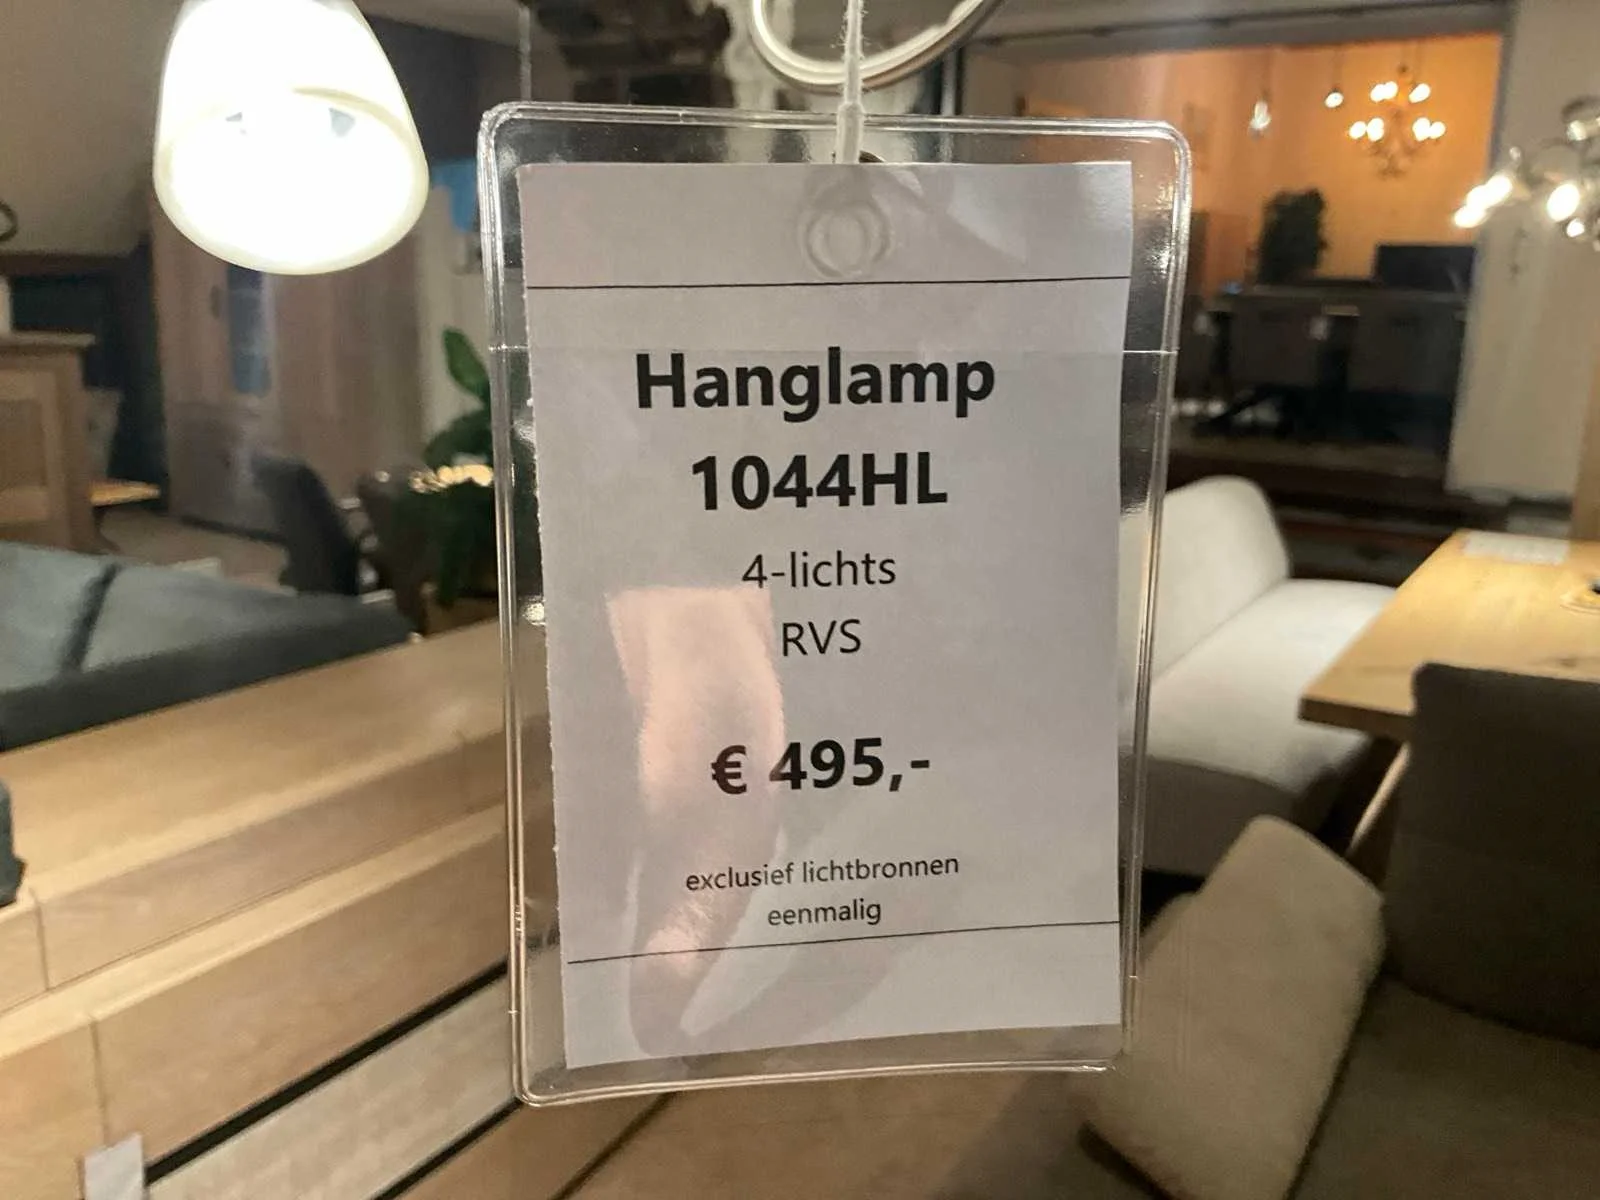 Hanglamp
1044HL
4-lichts
RVS
€ 495,-
exclusief lichtbronnen
eenmalig